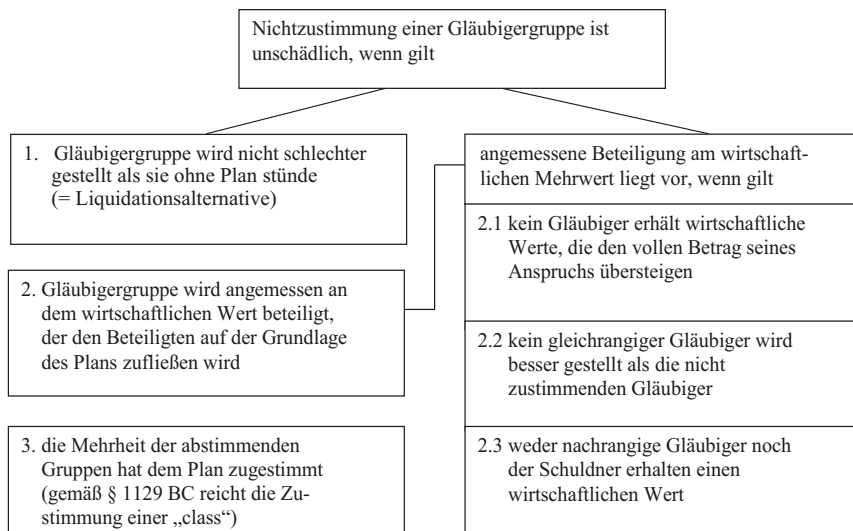 Nichtzustimmung einer Gläubigergruppe ist
unschädlich, wenn gilt
1. Gläubigergruppe wird nicht schlechter
gestellt als sie ohne Plan stünde
(= Liquidationsalternative)
2. Gläubigergruppe wird angemessen an
dem wirtschaftlichen Wert beteiligt,
der den Beteiligten auf der Grundlage
des Plans zufließen wird
3. die Mehrheit der abstimmenden
Gruppen hat dem Plan zugestimmt
(gemäß § 1129 BC reicht die Zu-
stimmung einer „class“)
angemessene Beteiligung am wirtschaft-
lichen Mehrwert liegt vor, wenn gilt
2.1 kein Gläubiger erhält wirtschaftliche
Werte, die den vollen Betrag seines
Anspruchs übersteigen
2.2 kein gleichrangiger Gläubiger wird
besser gestellt als die nicht
zustimmenden Gläubiger
2.3 weder nachrangige Gläubiger noch
der Schuldner erhalten einen
wirtschaftlichen Wert